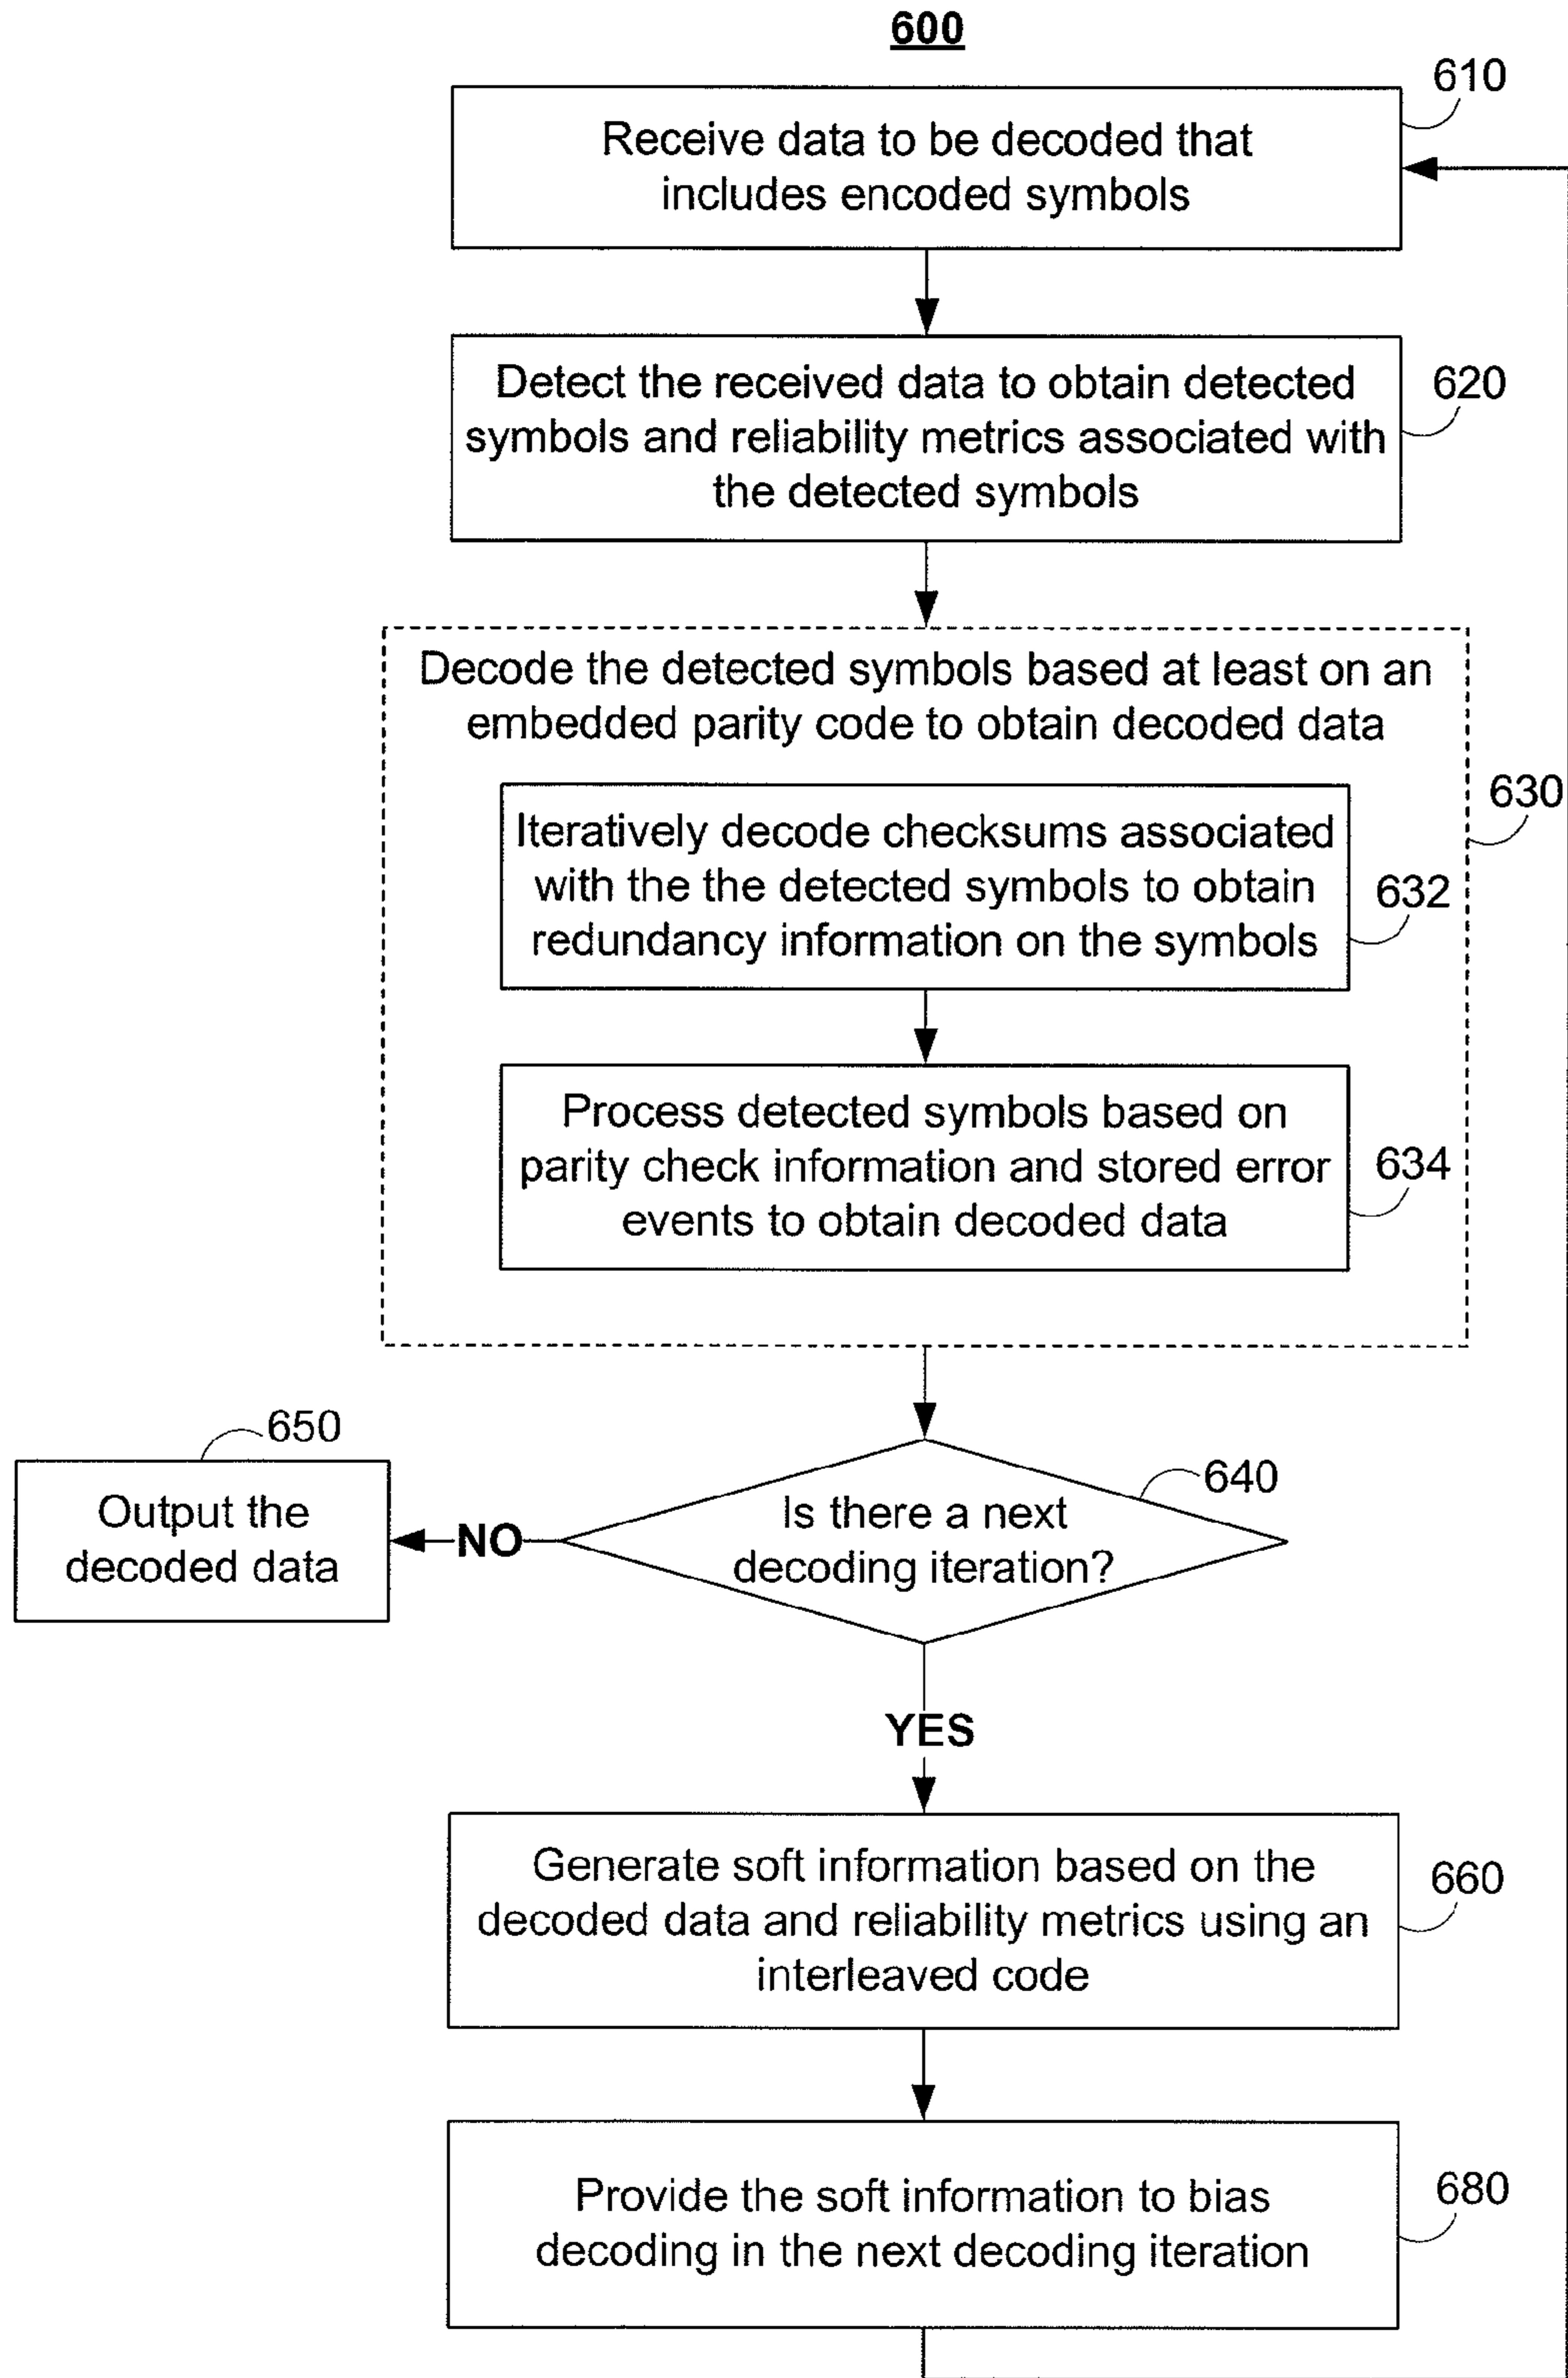 600
610
Receive data to be decoded that
includes encoded symbols
Detect the received data to obtain detected
symbols and reliability metrics associated with
the detected symbols
620
Decode the detected symbols based at least on an
embedded parity code to obtain decoded data
630
Iteratively decode checksums associated
with the the detected symbols to obtain
redundancy information on the symbols
632
Process detected symbols based on
parity check information and stored error
events to obtain decoded data
634
650
Output the
decoded data
NO
640
Is there a next
decoding iteration?
YES
Generate soft information based on the
decoded data and reliability metrics using an
interleaved code
660
Provide the soft information to bias
decoding in the next decoding iteration
680